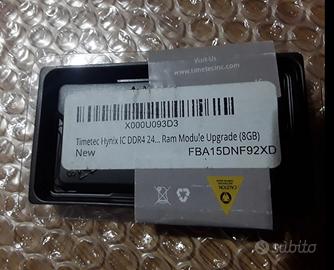 Visit Us
www.timetecinc.com
X000U093D3
Timetec Hynix IC DDR4 24... Ram Module Upgrade (8GB)
New
FBA15DNF92XD
CAUTION
subito